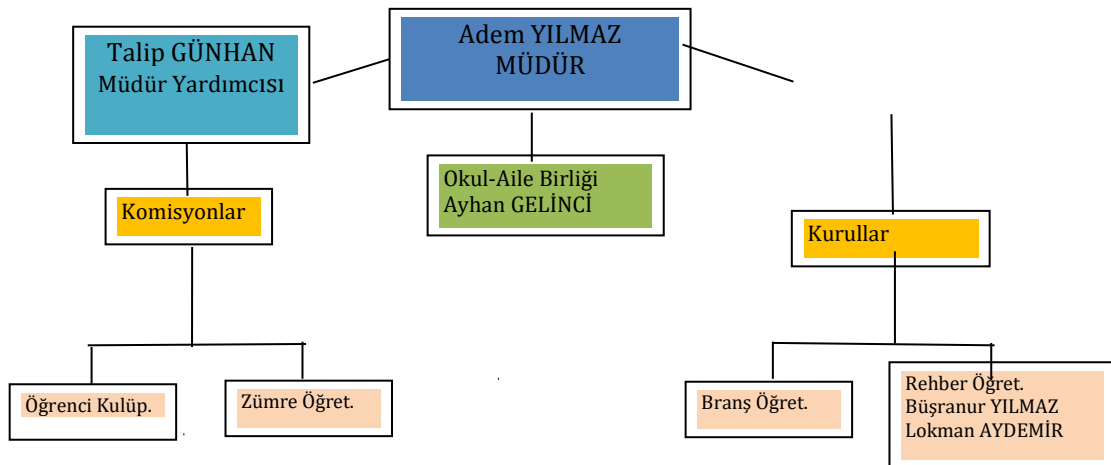 Talip GÜNHAN
Müdür Yardımcısı
Adem YILMAZ
MÜDÜR
Okul-Aile Birliği
Ayhan GELİNCİ
Komisyonlar
Kurullar
Öğrenci Kulüp.
Zümre Öğret.
Branş Öğret.
Rehber Öğret.
Büşranur YILMAZ
Lokman AYDEMİR